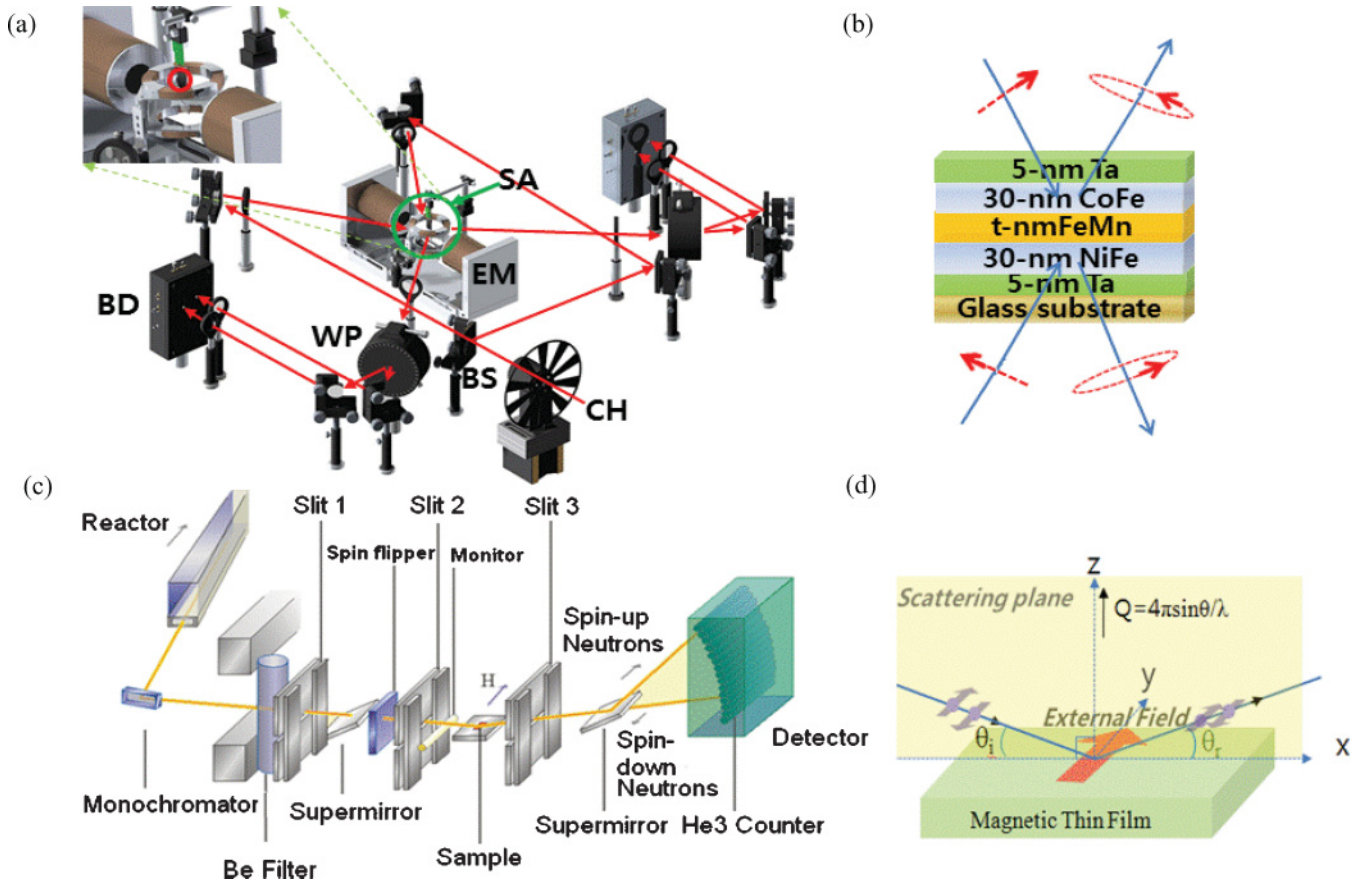 (a)
SA
EM
BD
WP
BS
CH
(b)
5-nm Ta
30-nm CoFe
t-nmFeMn
30-nm NiFe
5-nm Ta
Glass substrate
(c)
Reactor
Slit 1
Slit 2
Slit 3
Spin flipper
Monitor
Spin-up
Neutrons
H
Spin-
down
Neutrons
Detector
Monochromator
Supermirror
Supermirror
He3 Counter
Be Filter
Sample
(d)
z
Scattering plane
Q=4πsinθ/λ
y
External Field
θi
θr
x
Magnetic Thin Film